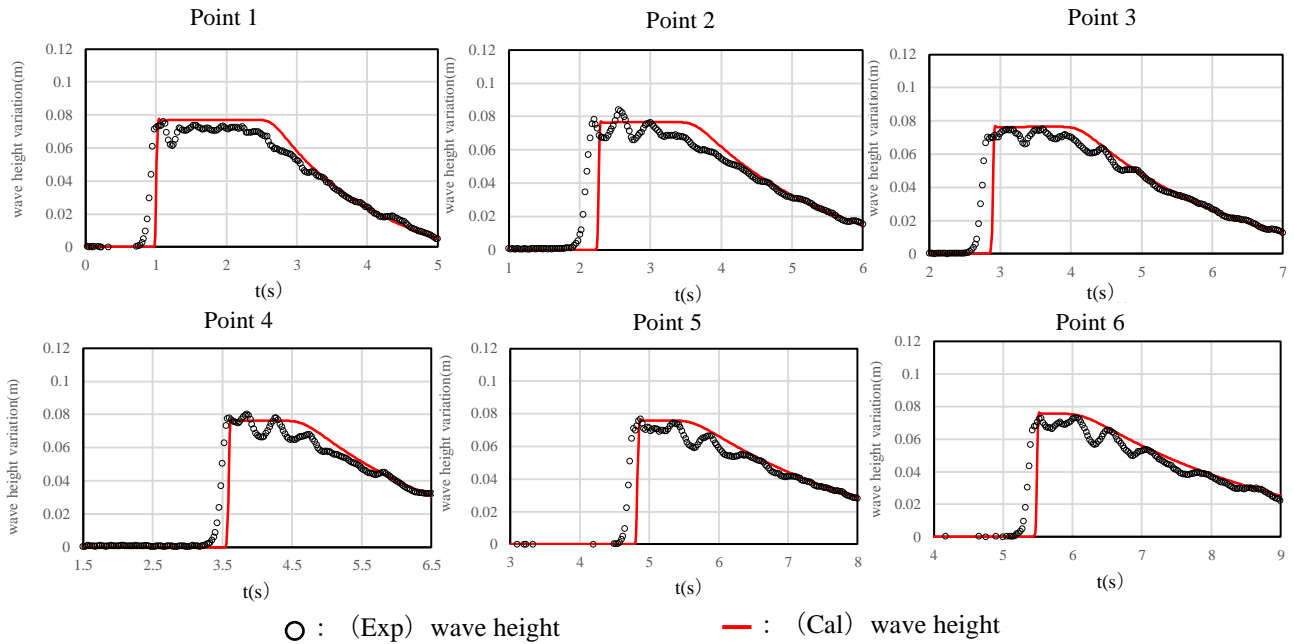 Point 1
Point 2
Point 3
wave height variation(m)
0.12
0.1
0.08
0.06
0.04
0.02
0
0 1 2 3 4 5
t(s)
wave height variation(m)
0.12
0.1
0.08
0.06
0.04
0.02
0
1 2 3 4 5 6
t(s)
wave height variation(m)
0.12
0.1
0.08
0.06
0.04
0.02
0
2 3 4 5 6 7
t(s)
Point 4
Point 5
Point 6
wave height variation(m)
0.12
0.1
0.08
0.06
0.04
0.02
0
1.5 2.5 3.5 4.5 5.5 6.5
t(s)
wave height variation(m)
0.12
0.1
0.08
0.06
0.04
0.02
0
3 4 5 6 7 8
t(s)
wave height variation(m)
0.12
0.1
0.08
0.06
0.04
0.02
0
4 5 6 7 8 9
t(s)
: (Exp) wave height
: (Cal) wave height